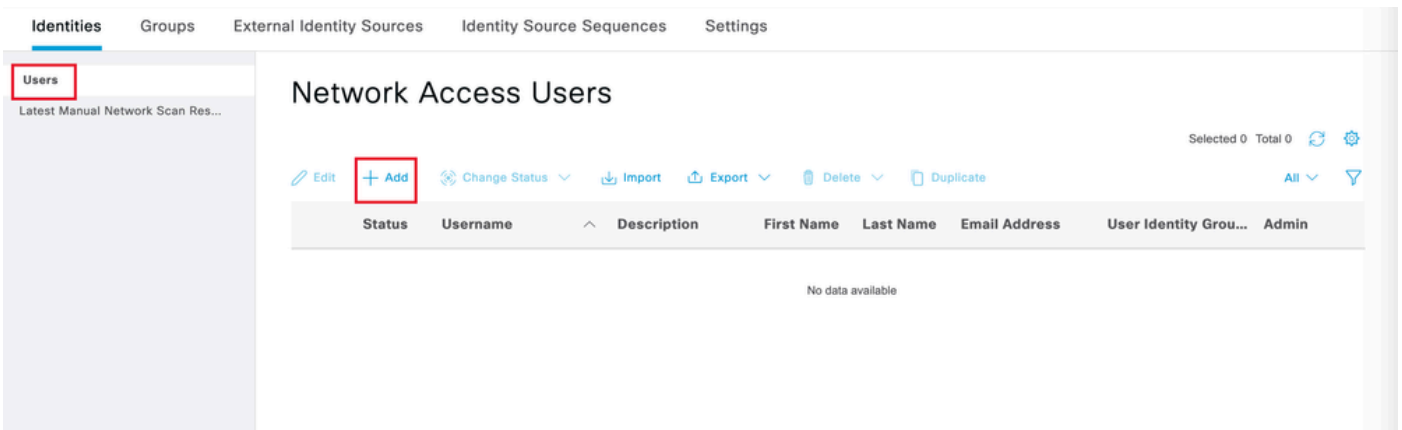 Identities Groups External Identity Sources Identity Source Sequences Settings
Users
Latest Manual Network Scan Res...
Network Access Users
Selected 0 Total 0
Edit Add Change Status Import Export Delete Duplicate All
Status Username Description First Name Last Name Email Address User Identity Grou... Admin
No data available